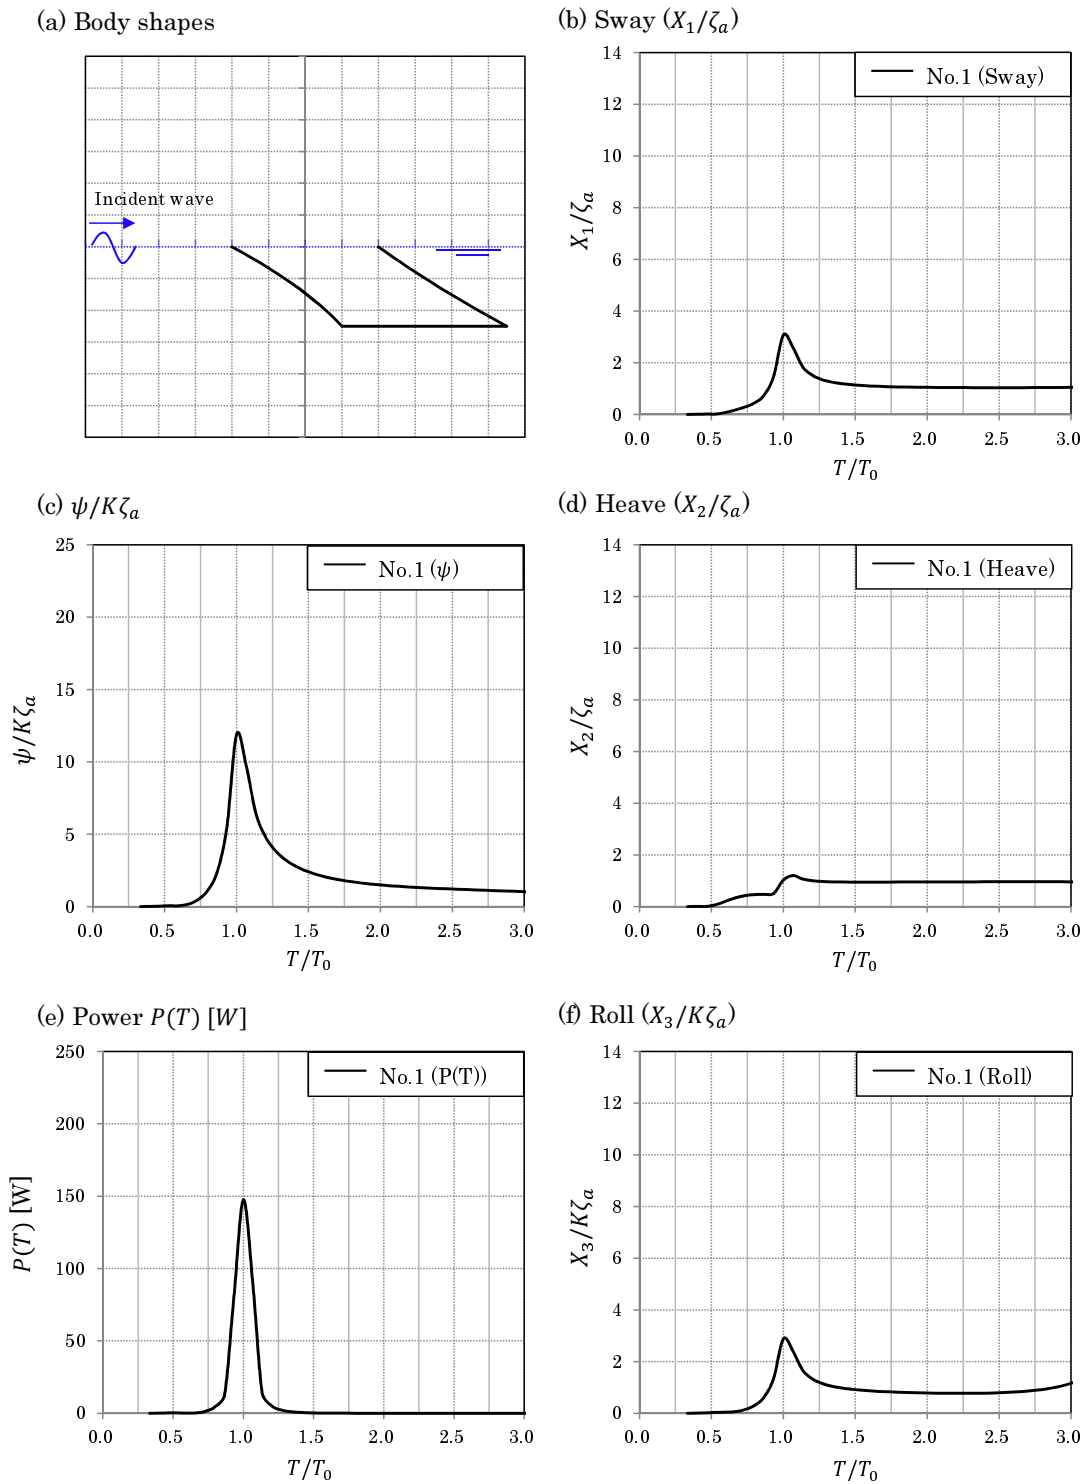 (a) Body shapes
Incident wave
(b) Sway (X₁/ζₐ)
No.1 (Sway)
14
12
10
8
6
4
2
0
X₁/ζₐ
0.0 0.5 1.0 1.5 2.0 2.5 3.0
T/T₀
(c) ψ/Kζₐ
No.1 (ψ)
25
20
15
10
5
0
ψ/Kζₐ
0.0 0.5 1.0 1.5 2.0 2.5 3.0
T/T₀
(d) Heave (X₂/ζₐ)
No.1 (Heave)
14
12
10
8
6
4
2
0
X₂/ζₐ
0.0 0.5 1.0 1.5 2.0 2.5 3.0
T/T₀
(e) Power P(T) [W]
No.1 (P(T))
250
200
150
100
50
0
P(T) [W]
0.0 0.5 1.0 1.5 2.0 2.5 3.0
T/T₀
(f) Roll (X₃/Kζₐ)
No.1 (Roll)
14
12
10
8
6
4
2
0
X₃/Kζₐ
0.0 0.5 1.0 1.5 2.0 2.5 3.0
T/T₀